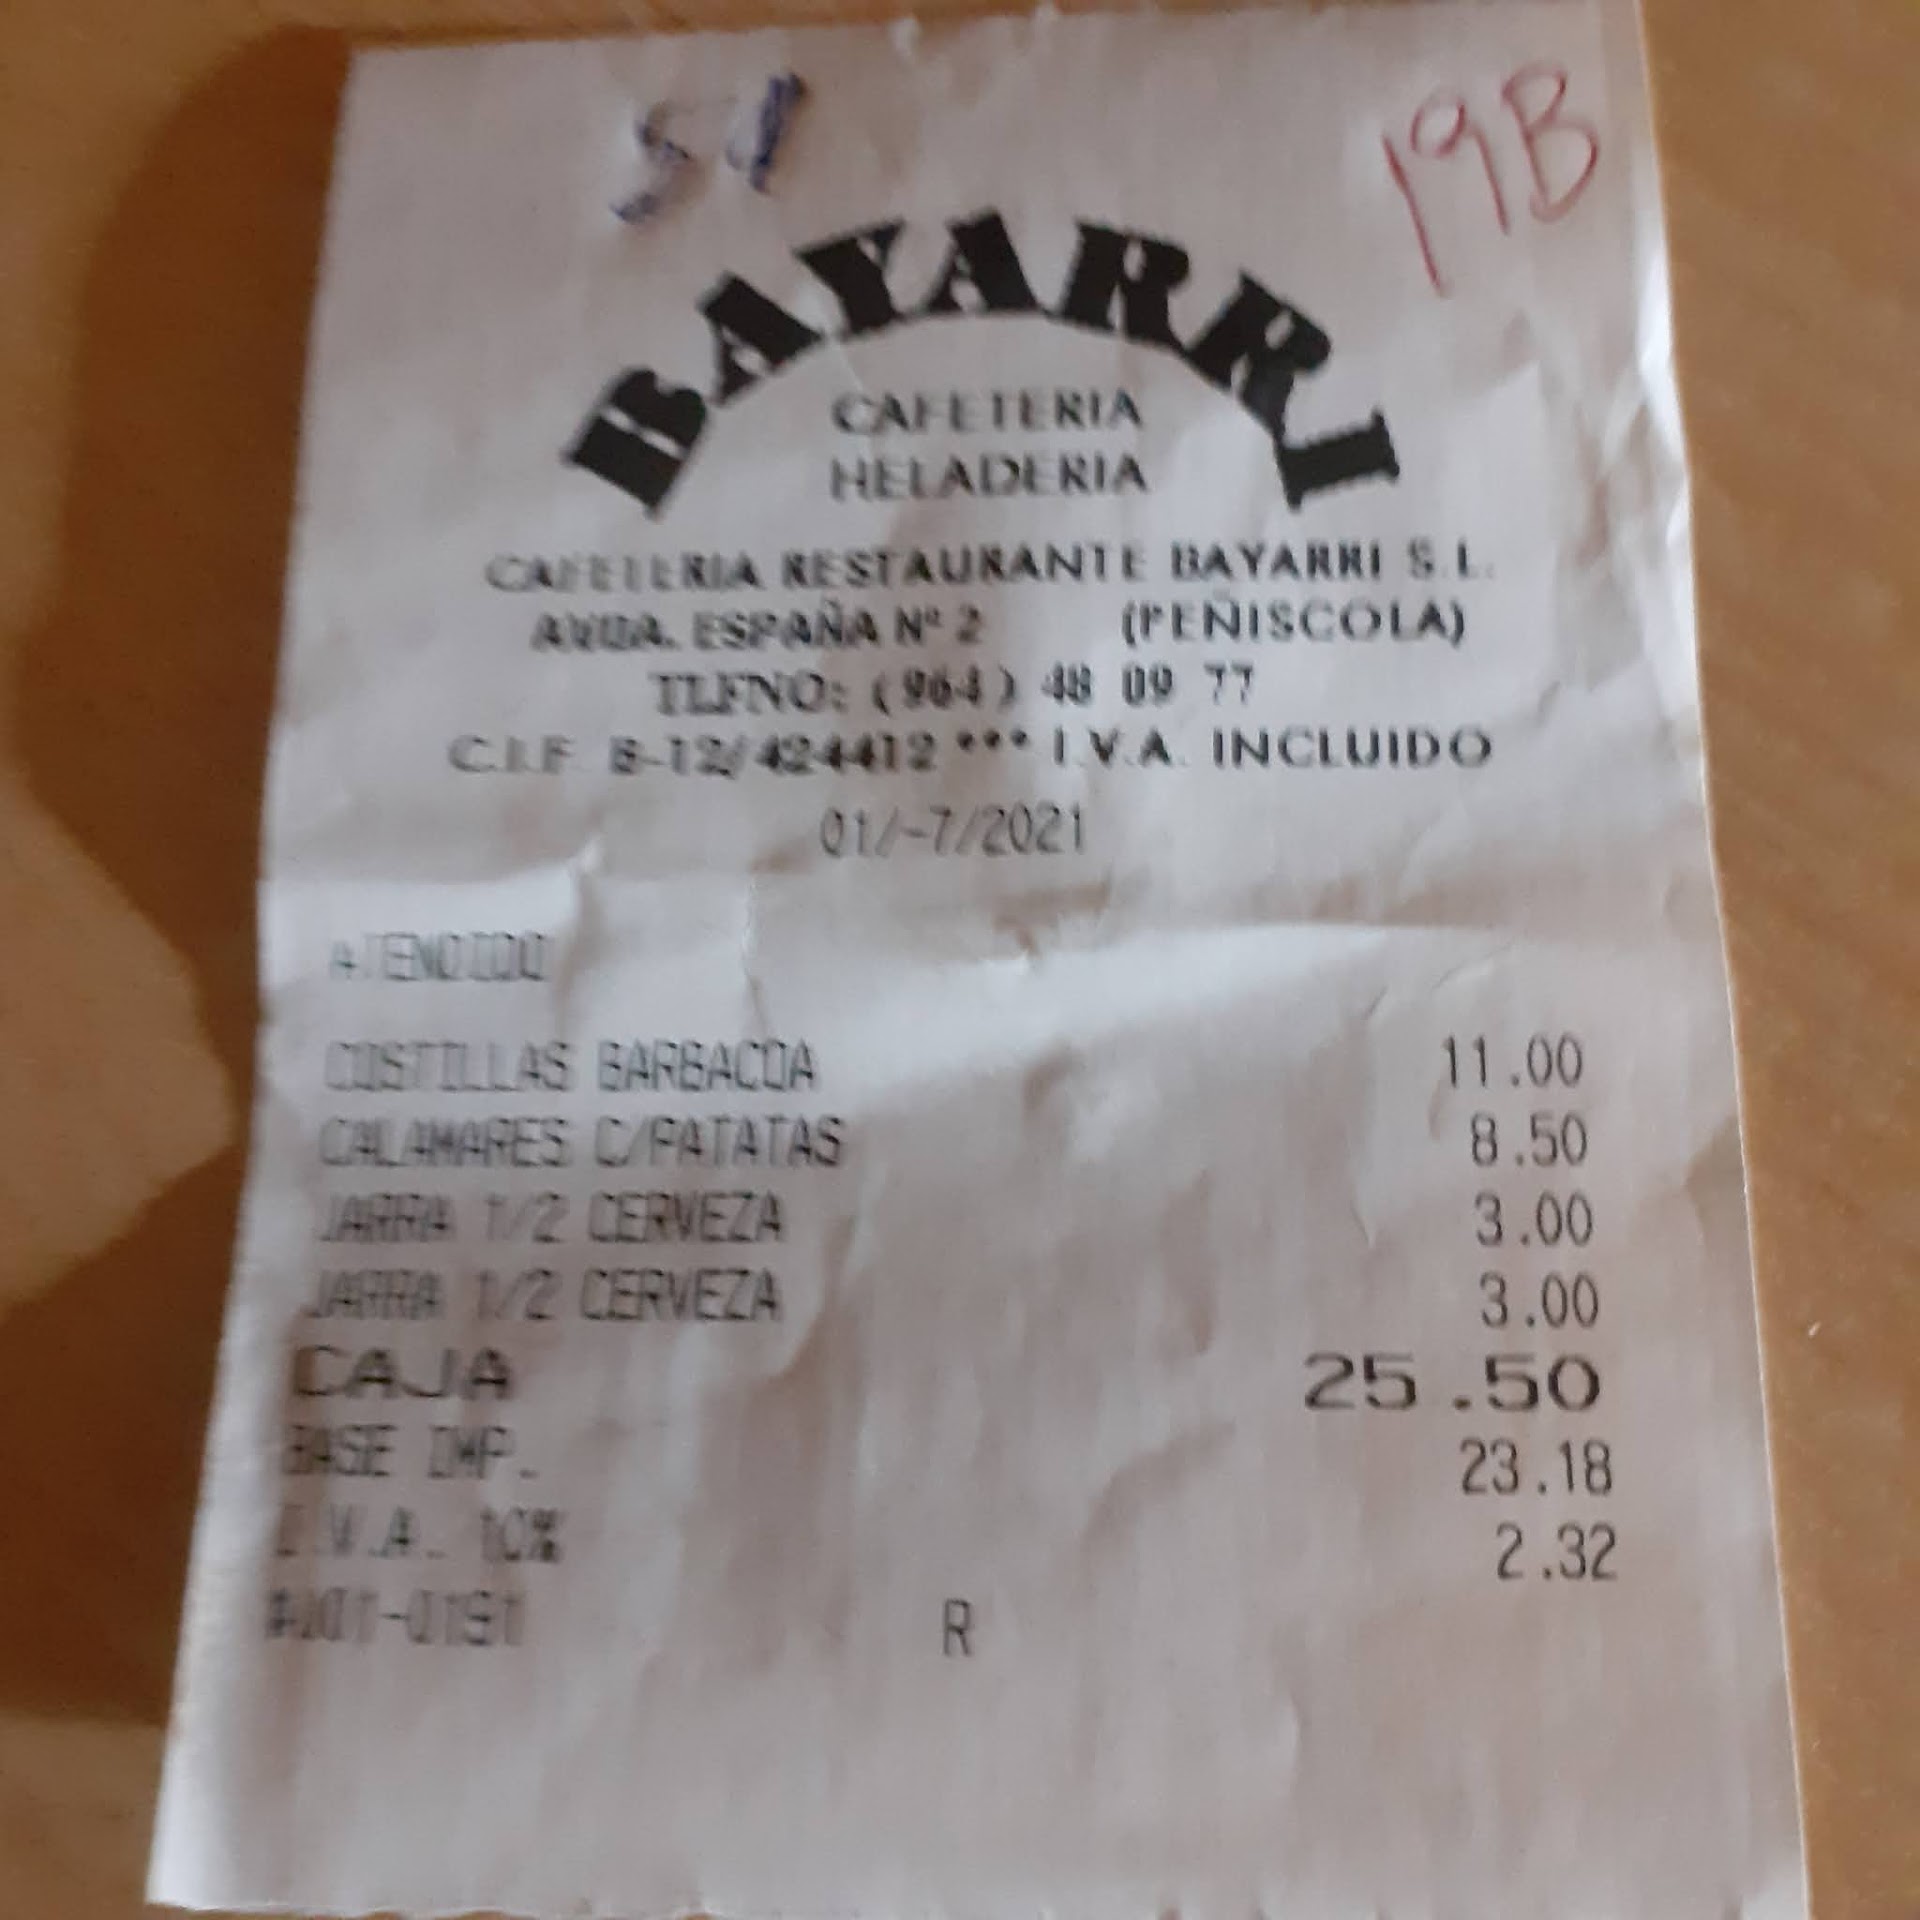 19B
BAYARRI
CAFETERIA
HELADERIA
CAFETERIA RESTAURANTE BAYARRI S.L.
AVDA. ESPAÑA Nº 2 (PEÑISCOLA)
TLFNO: (964) 48 09 77
C.I.F. B-12/424412 *** I.V.A. INCLUIDO
01/-7/2021
ATENDIDO
COSTILLAS BARBACOA 11.00
CALAMARES C/PATATAS 8.50
JARRA 1/2 CERVEZA 3.00
JARRA 1/2 CERVEZA 3.00
CAJA 25.50
BASE IMP. 23.18
I.V.A. 10% 2.32
R